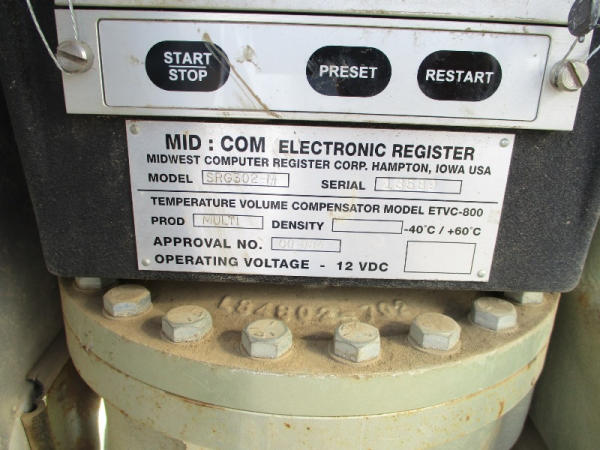 START
STOP
PRESET
RESTART
MID : COM ELECTRONIC REGISTER
MIDWEST COMPUTER REGISTER CORP. HAMPTON, IOWA USA
MODEL SRG302-M SERIAL
TEMPERATURE VOLUME COMPENSATOR MODEL ETVC-800
PROD MULTI DENSITY -40°C / +60°C
APPROVAL NO.
OPERATING VOLTAGE - 12 VDC